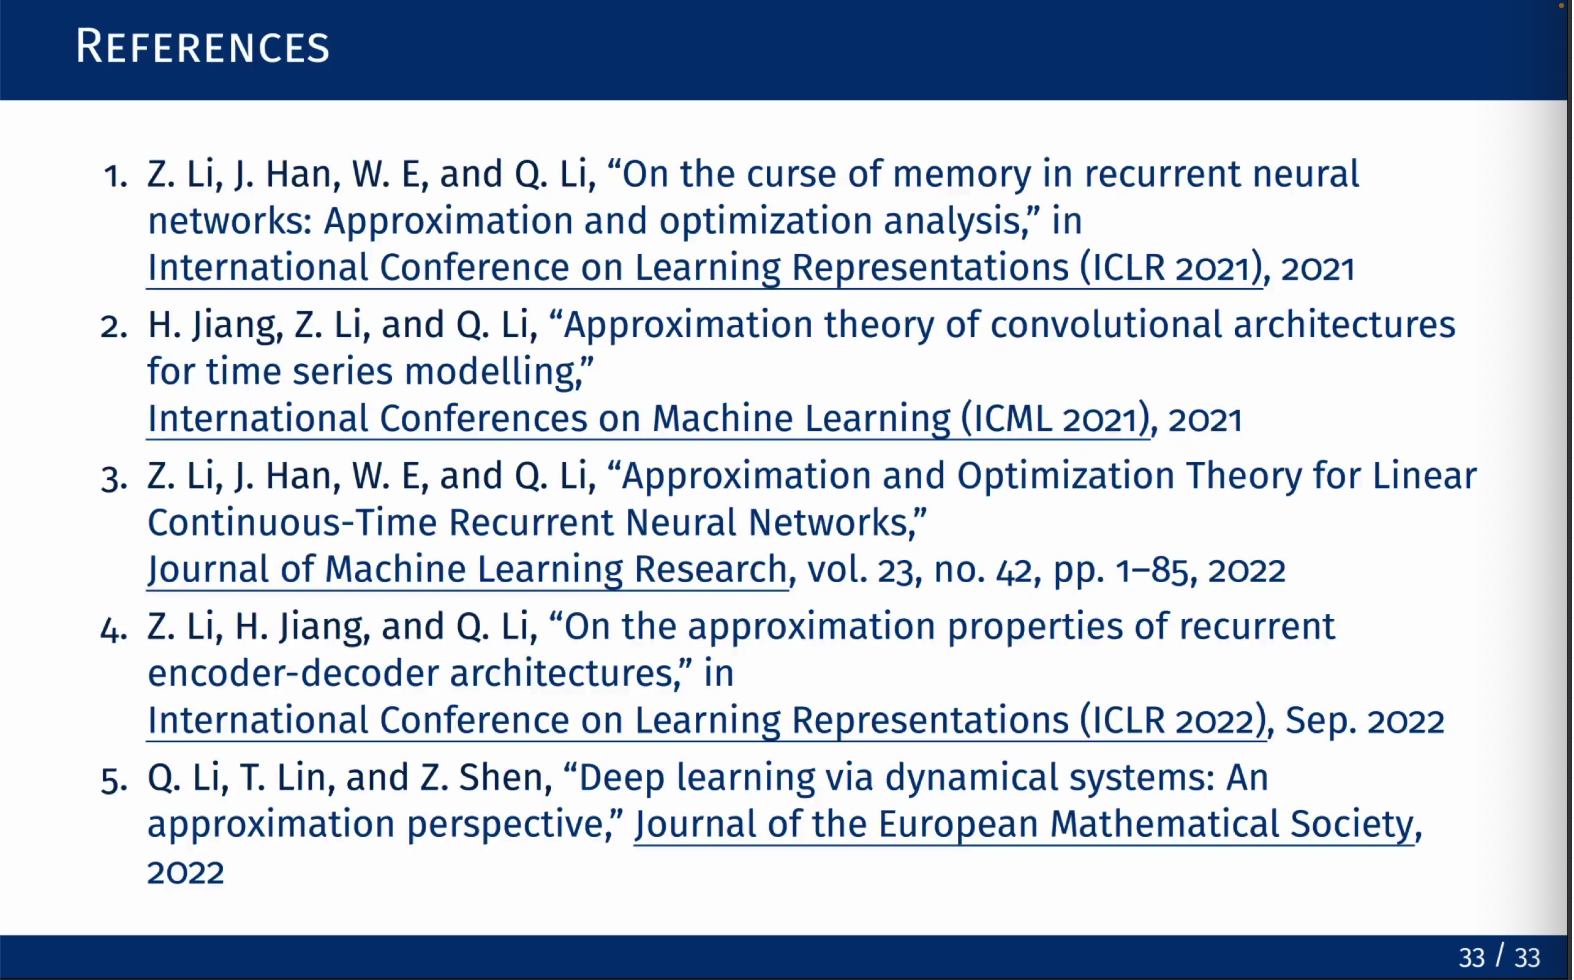 References
1. Z. Li, J. Han, W. E, and Q. Li, “On the curse of memory in recurrent neural
networks: Approximation and optimization analysis,” in
International Conference on Learning Representations (ICLR 2021), 2021
2. H. Jiang, Z. Li, and Q. Li, “Approximation theory of convolutional architectures
for time series modelling,”
International Conferences on Machine Learning (ICML 2021), 2021
3. Z. Li, J. Han, W. E, and Q. Li, “Approximation and Optimization Theory for Linear
Continuous-Time Recurrent Neural Networks,”
Journal of Machine Learning Research, vol. 23, no. 42, pp. 1–85, 2022
4. Z. Li, H. Jiang, and Q. Li, “On the approximation properties of recurrent
encoder-decoder architectures,” in
International Conference on Learning Representations (ICLR 2022), Sep. 2022
5. Q. Li, T. Lin, and Z. Shen, “Deep learning via dynamical systems: An
approximation perspective,” Journal of the European Mathematical Society,
2022
33 / 33